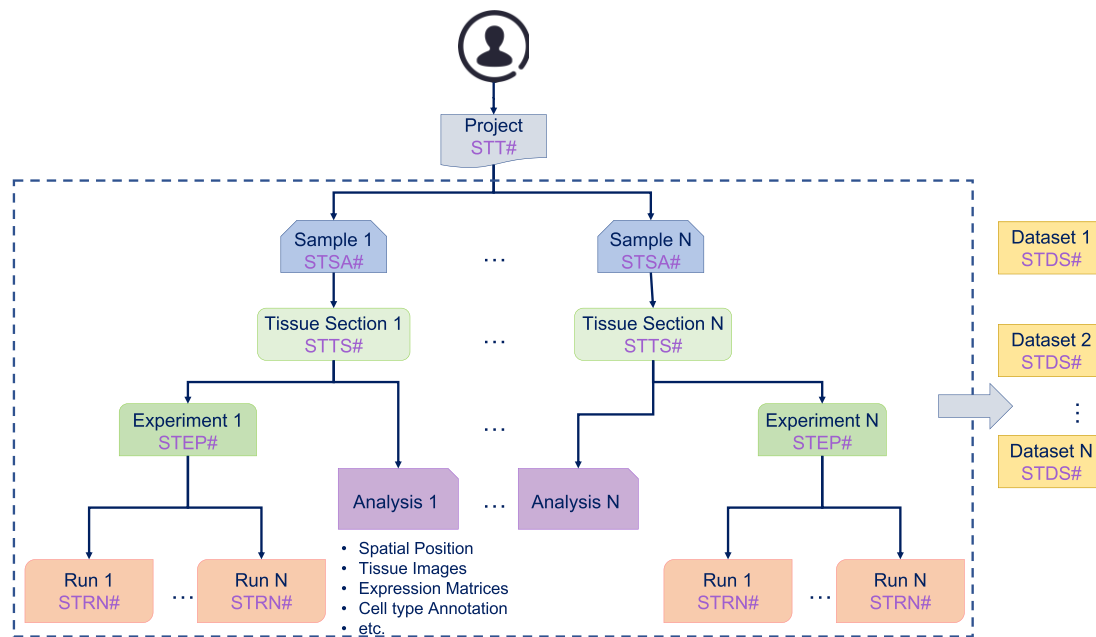 Project
STT#
Sample 1
STSA#
...
Sample N
STSA#
Dataset 1
STDS#
Tissue Section 1
STTS#
...
Tissue Section N
STTS#
Dataset 2
STDS#
Experiment 1
STEP#
...
Experiment N
STEP#
⋮
Dataset N
STDS#
Analysis 1
...
Analysis N
• Spatial Position
• Tissue Images
• Expression Matrices
• Cell type Annotation
• etc.
Run 1
STRN#
...
Run N
STRN#
Run 1
STRN#
...
Run N
STRN#